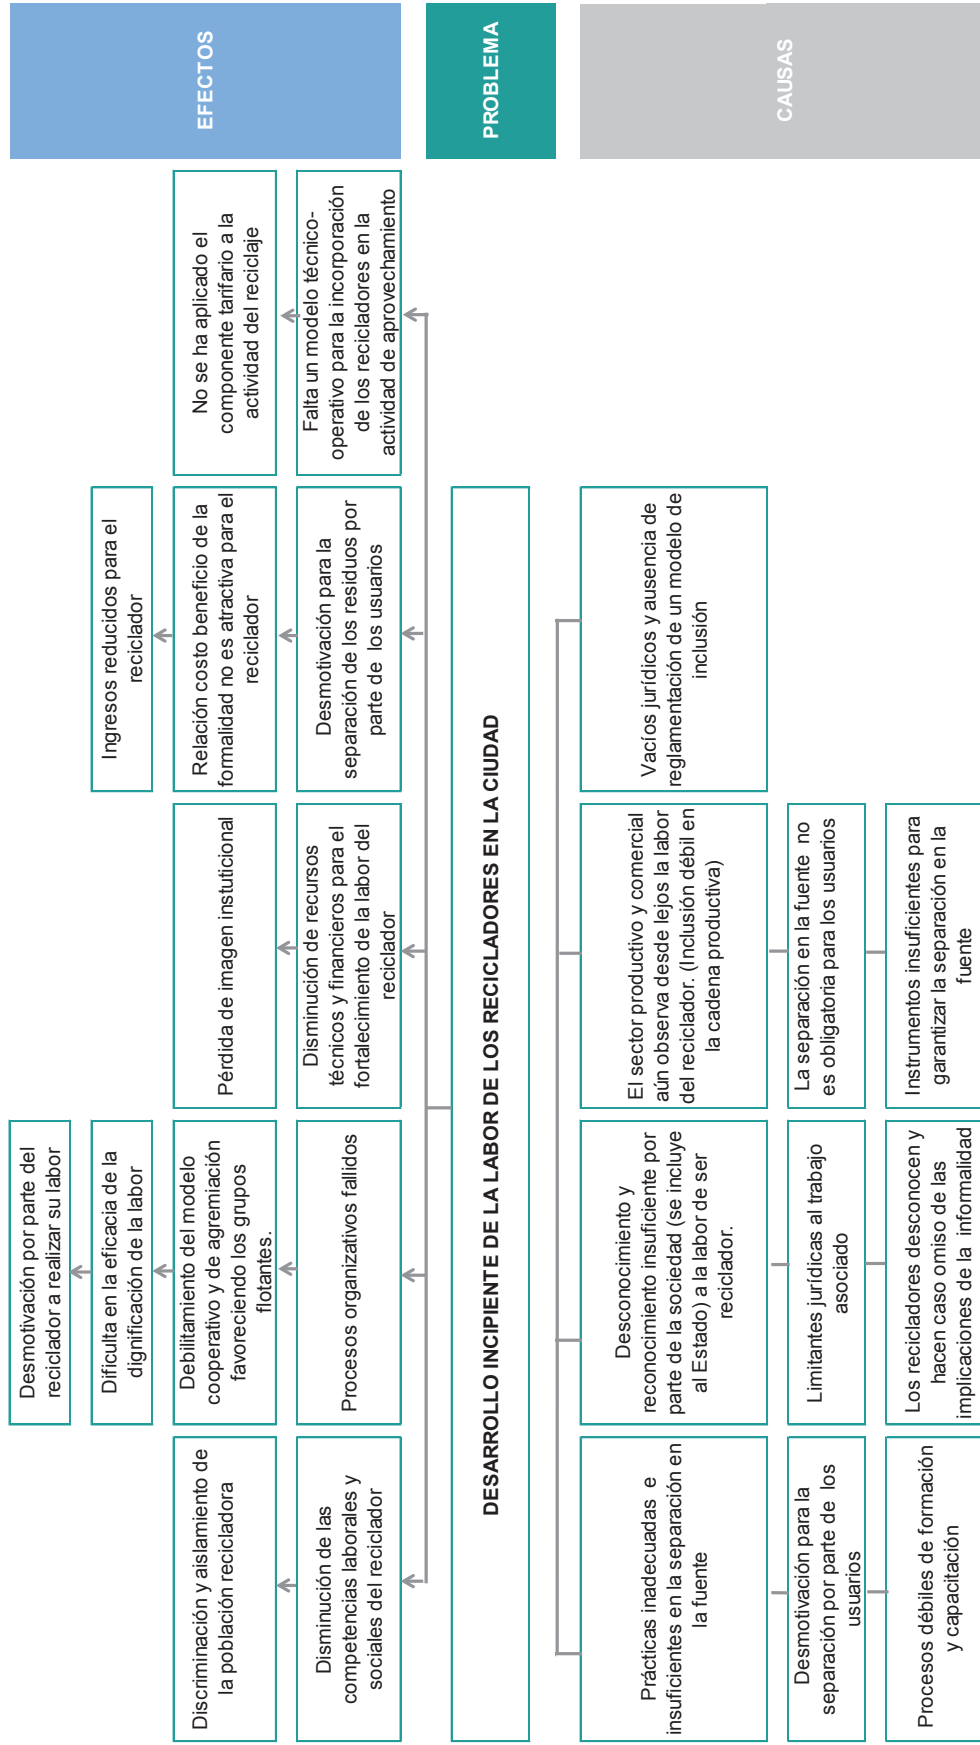 EFECTOS
Desmotivación por parte del
reciclador a realizar su labor
Dificulta en la eficacia de la
dignificación de la labor
Ingresos reducidos para el
reciclador
Discriminación y aislamiento de
la población recicladora
Debilitamiento del modelo
cooperativo y de agremiación
favoreciendo los grupos
flotantes.
Pérdida de imagen instuticional
Relación costo beneficio de la
formalidad no es atractiva para el
reciclador
No se ha aplicado el
componente tarifario a la
actividad del reciclaje
Disminución de las
competencias laborales y
sociales del reciclador
Procesos organizativos fallidos
Disminución de recursos
técnicos y financieros para el
fortalecimiento de la labor del
reciclador
Desmotivación para la
separación de los residuos por
parte de los usuarios
Falta un modelo técnico-
operativo para la incorporación
de los recicladores en la
actividad de aprovechamiento
PROBLEMA
DESARROLLO INCIPIENTE DE LA LABOR DE LOS RECICLADORES EN LA CIUDAD
CAUSAS
Prácticas inadecuadas e
insuficientes en la separación en
la fuente
Desconocimiento y
reconocimiento insuficiente por
parte de la sociedad (se incluye
al Estado) a la labor de ser
reciclador.
El sector productivo y comercial
aún observa desde lejos la labor
del reciclador. (Inclusión débil en
la cadena productiva)
Vacíos jurídicos y ausencia de
reglamentación de un modelo de
inclusión
Desmotivación para la
separación por parte de los
usuarios
Limitantes jurídicas al trabajo
asociado
La separación en la fuente no
es obligatoria para los usuarios
Procesos débiles de formación
y capacitación
Los recicladores desconocen y
hacen caso omiso de las
implicaciones de la informalidad
Instrumentos insuficientes para
garantizar la separación en la
fuente